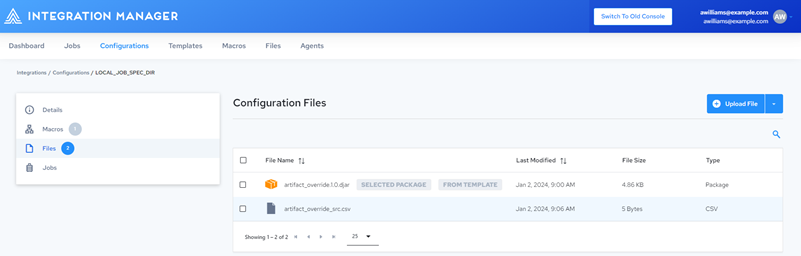 INTEGRATION MANAGER
Switch To Old Console
awilliams@example.com
awilliams@example.com
AW
Dashboard Jobs Configurations Templates Macros Files Agents
Integrations / Configurations / LOCAL_JOB_SPEC_DIR
Details
Macros 1
Files 2
Jobs
Configuration Files
Upload File
File Name Last Modified File Size Type
artifact_override.1.0.djar SELECTED PACKAGE FROM TEMPLATE Jan 2, 2024, 9:00 AM 4.86 KB Package
artifact_override_src.csv Jan 2, 2024, 9:06 AM 5 Bytes CSV
Showing 1 – 2 of 2 25